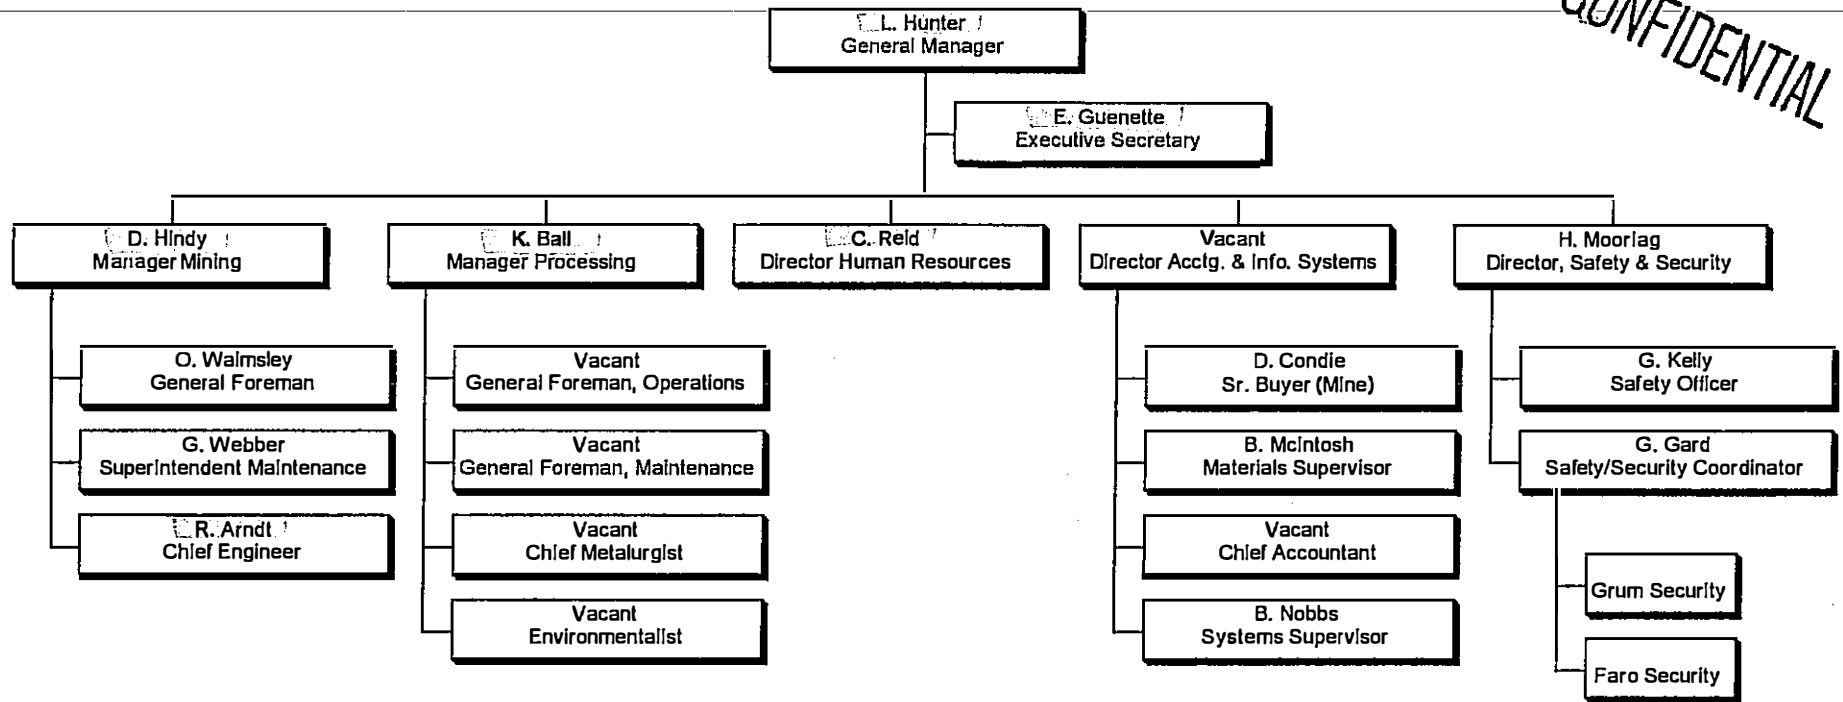 CONFIDENTIAL
L. Hunter
General Manager
E. Guenette
Executive Secretary
D. Hindy
Manager Mining
K. Ball
Manager Processing
C. Reid
Director Human Resources
Vacant
Director Acctg. & Info. Systems
H. Moorlag
Director, Safety & Security
O. Walmsley
General Foreman
G. Webber
Superintendent Maintenance
R. Arndt
Chief Engineer
Vacant
General Foreman, Operations
Vacant
General Foreman, Maintenance
Vacant
Chief Metalurgist
Vacant
Environmentalist
D. Condie
Sr. Buyer (Mine)
B. McIntosh
Materials Supervisor
Vacant
Chief Accountant
B. Nobbs
Systems Supervisor
G. Kelly
Safety Officer
G. Gard
Safety/Security Coordinator
Grum Security
Faro Security